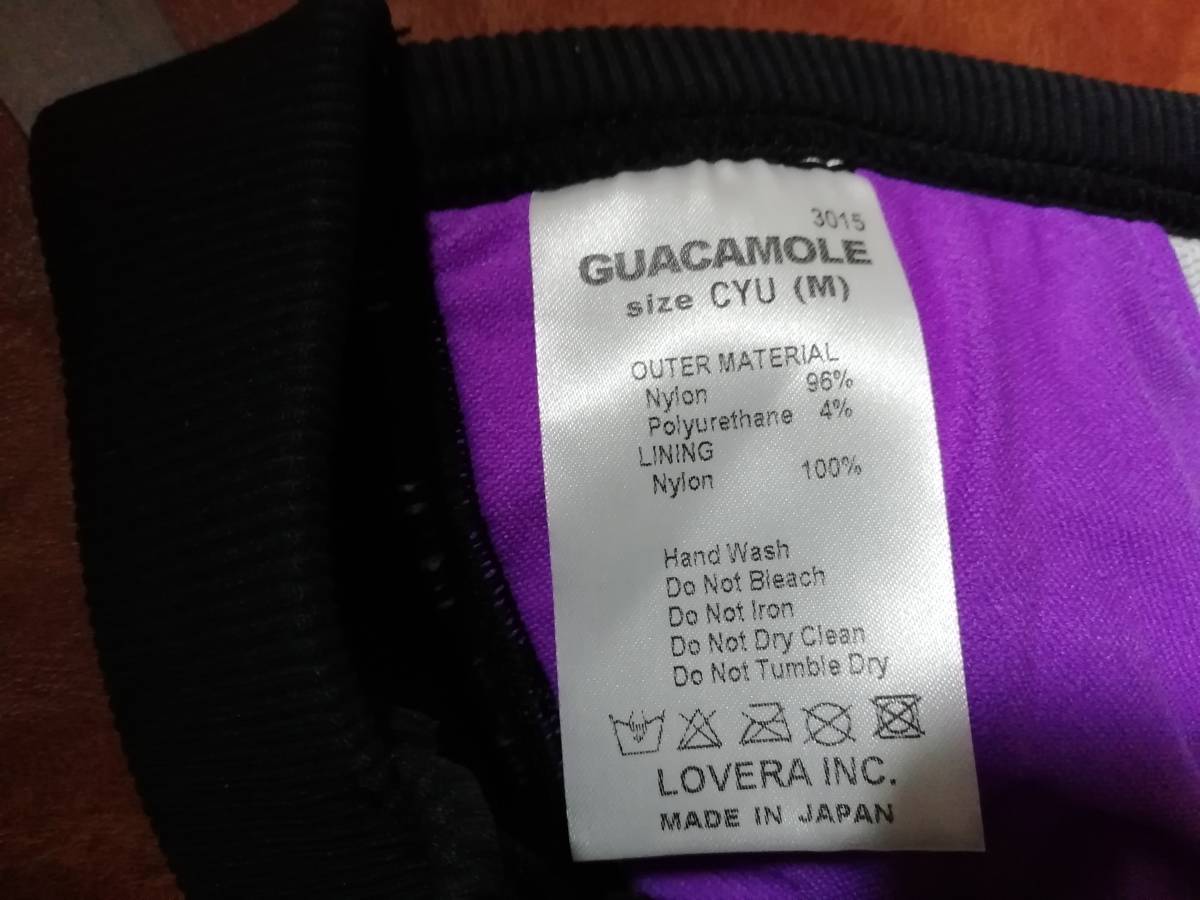 3015
GUACAMOLE
size CYU (M)
OUTER MATERIAL
Nylon 96%
Polyurethane 4%
LINING
Nylon 100%
Hand Wash
Do Not Bleach
Do Not Iron
Do Not Dry Clean
Do Not Tumble Dry
LOVERA INC.
MADE IN JAPAN